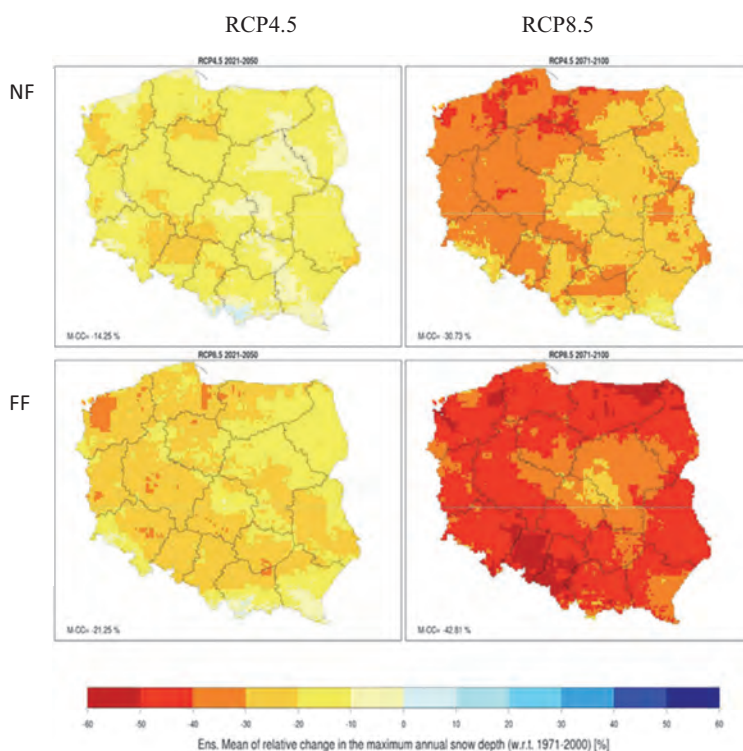 RCP4.5 RCP8.5
RCP4.5 2021-2050 RCP4.5 2071-2100
NF
M-CC= -14.25 % M-CC= -30.73 %
RCP8.5 2021-2050 RCP8.5 2071-2100
FF
M-CC= -21.25 % M-CC= -42.81 %
-60 -50 -40 -30 -20 -10 0 10 20 30 40 50 60
Ens. Mean of relative change in the maximum annual snow depth (w.r.t. 1971-2000) [%]